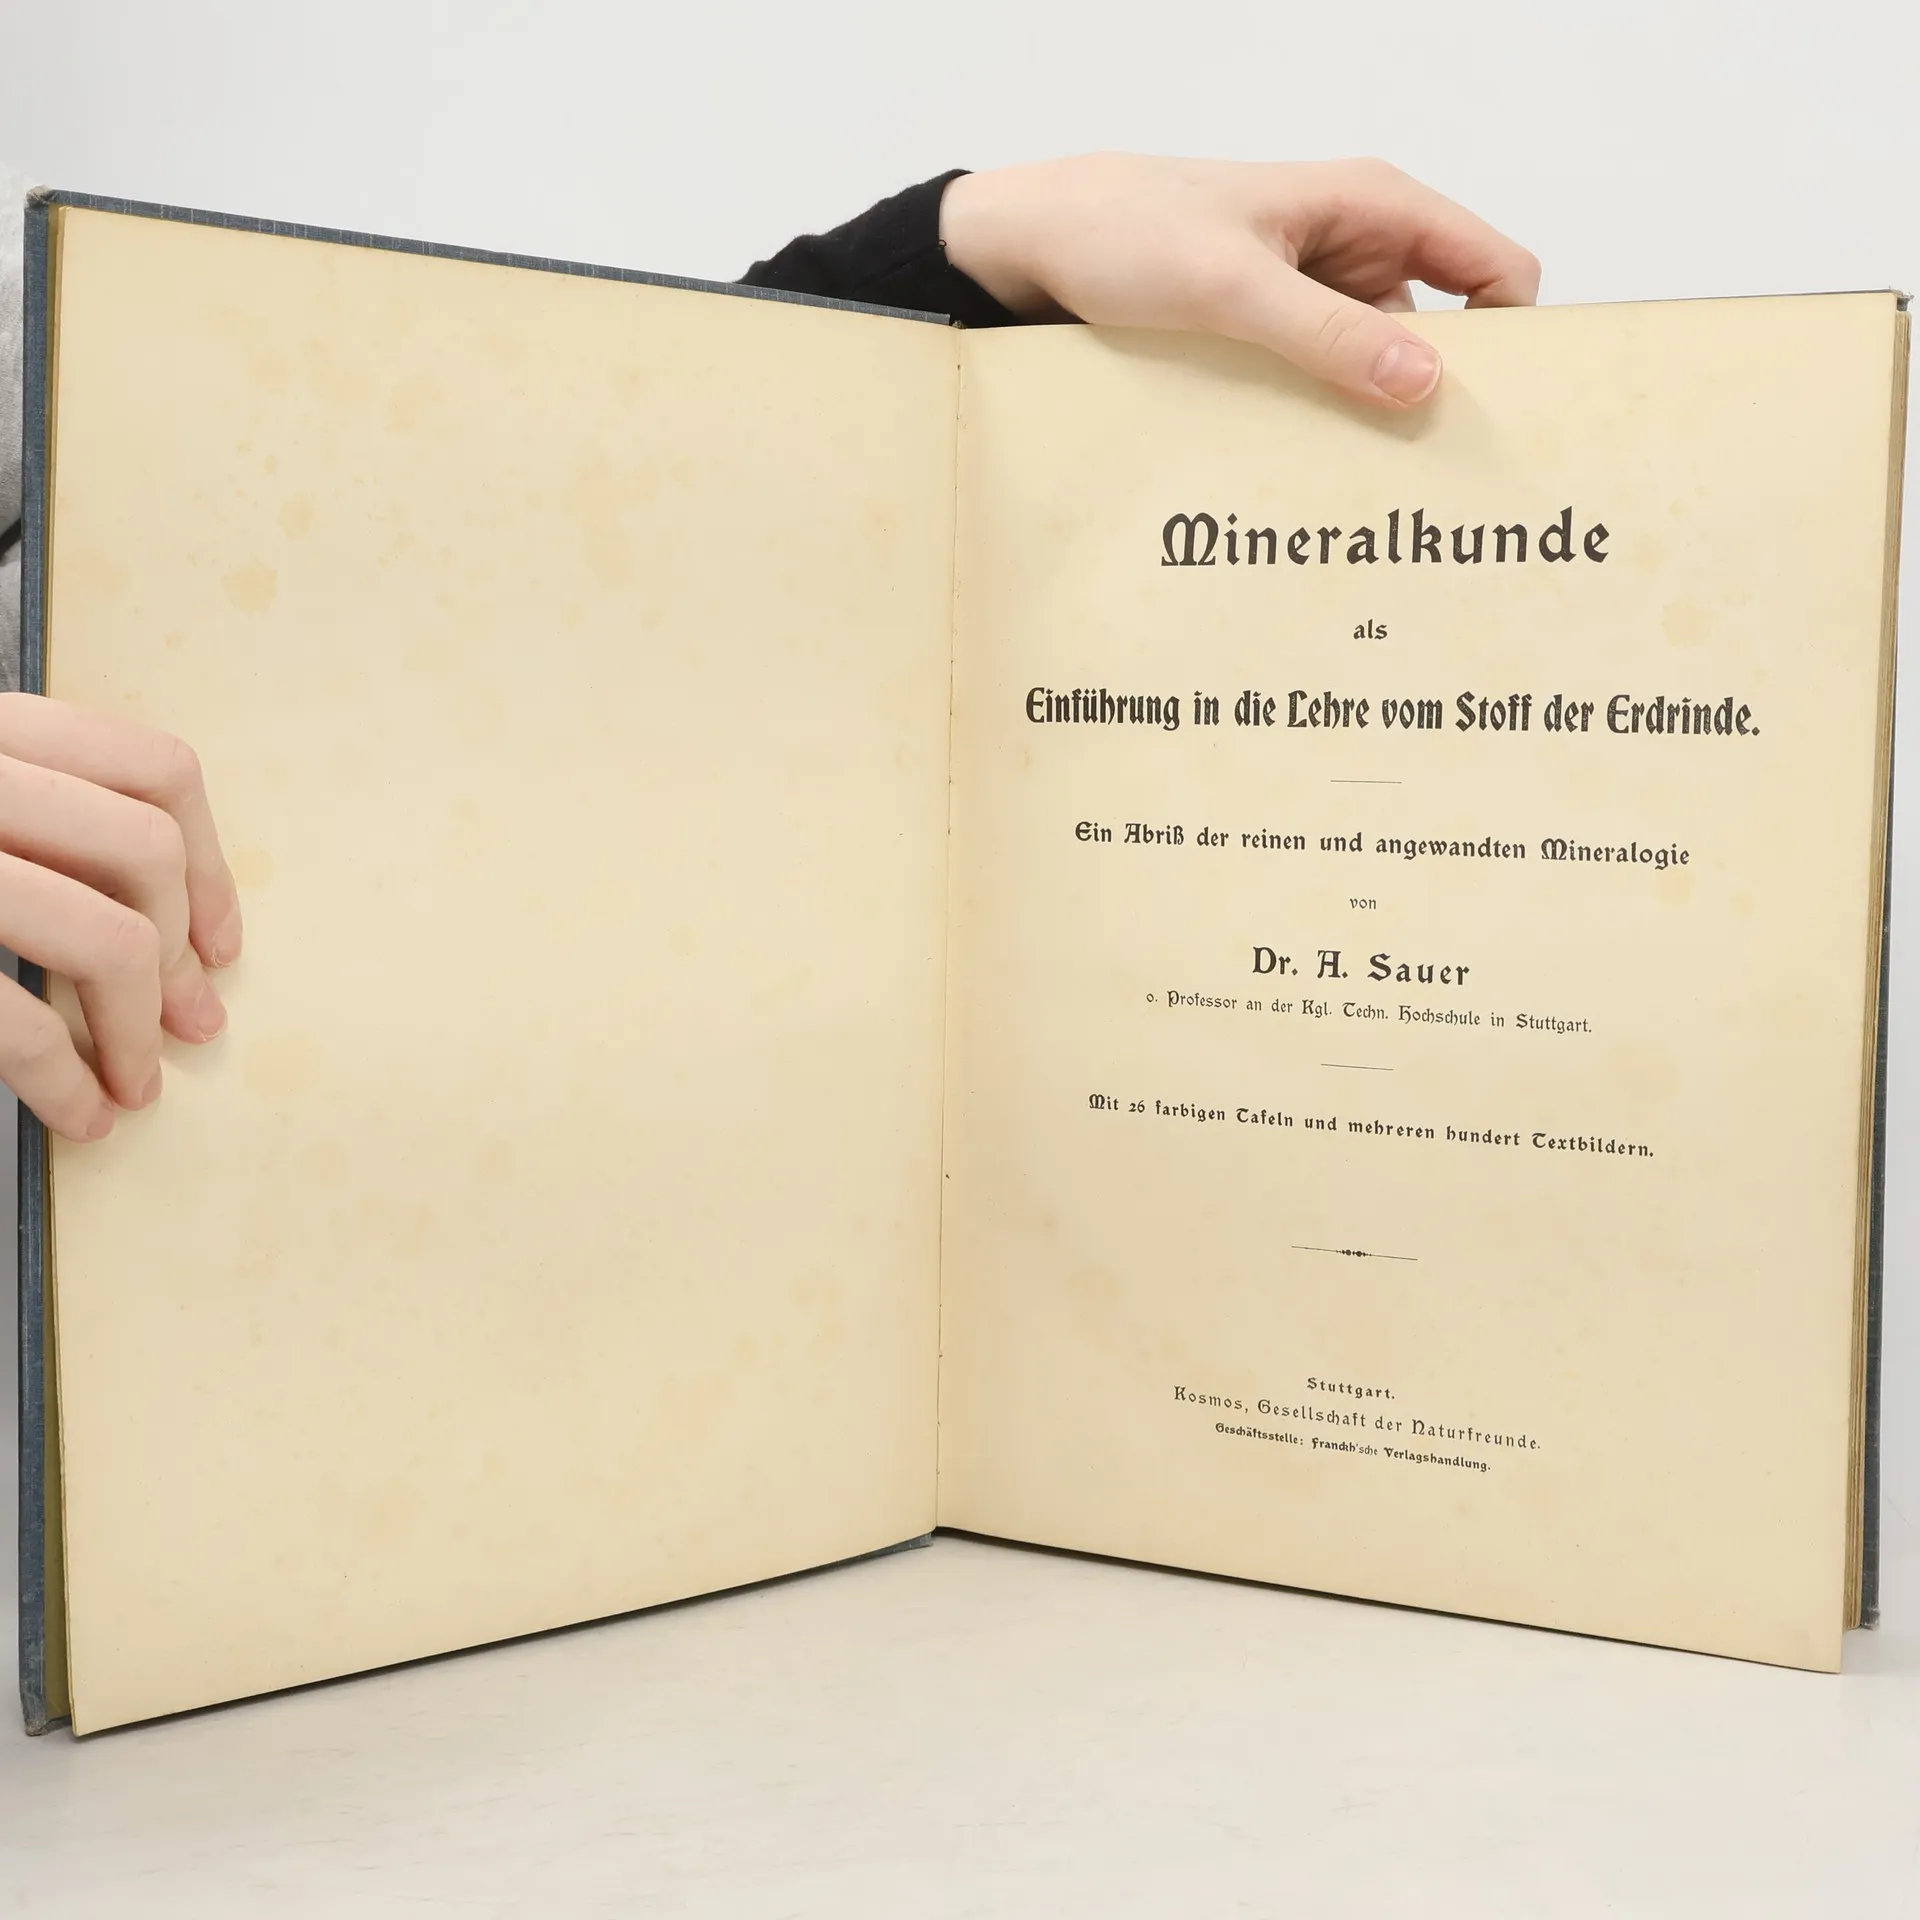 Mineralkunde
als
Einführung in die Lehre vom Stoff der Erdrinde.
Ein Abriß der reinen und angewandten Mineralogie
von
Dr. A. Sauer
o. Professor an der Kgl. Techn. Hochschule in Stuttgart.
Mit 26 farbigen Tafeln und mehreren hundert Textbildern.
Stuttgart.
Kosmos, Gesellschaft der Naturfreunde.
Geschäftsstelle: Franckh'sche Verlagshandlung.